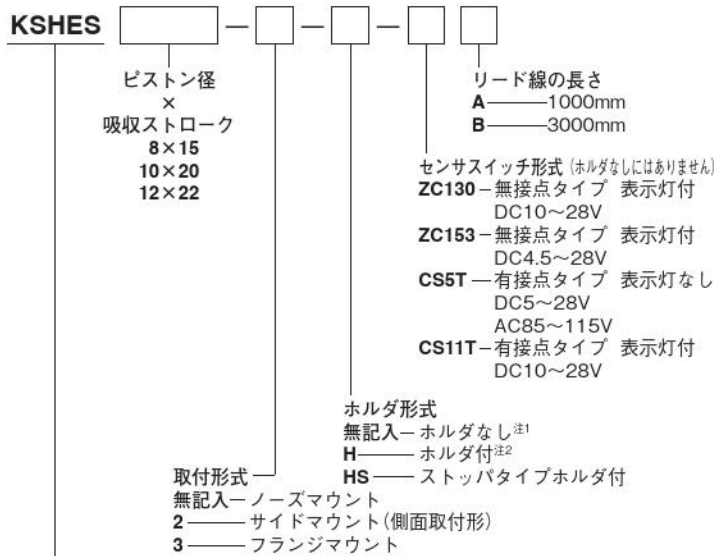 KSHES — — —
ピストン径
×
吸収ストローク
8×15
10×20
12×22
リード線の長さ
A 1000mm
B 3000mm
センサスイッチ形式(ホルダなしにはありません)
ZC130−無接点タイプ 表示灯付
DC10〜28V
ZC153−無接点タイプ 表示灯付
DC4.5〜28V
CS5T−有接点タイプ 表示灯なし
DC5〜28V
AC85〜115V
CS11T−有接点タイプ 表示灯付
DC10〜28V
ホルダ形式
無記入−ホルダなし注1
H ホルダ付注2
HS ストッパタイプホルダ付
取付形式
無記入−ノーズマウント
2 サイドマウント(側面取付形)
3 フランジマウント